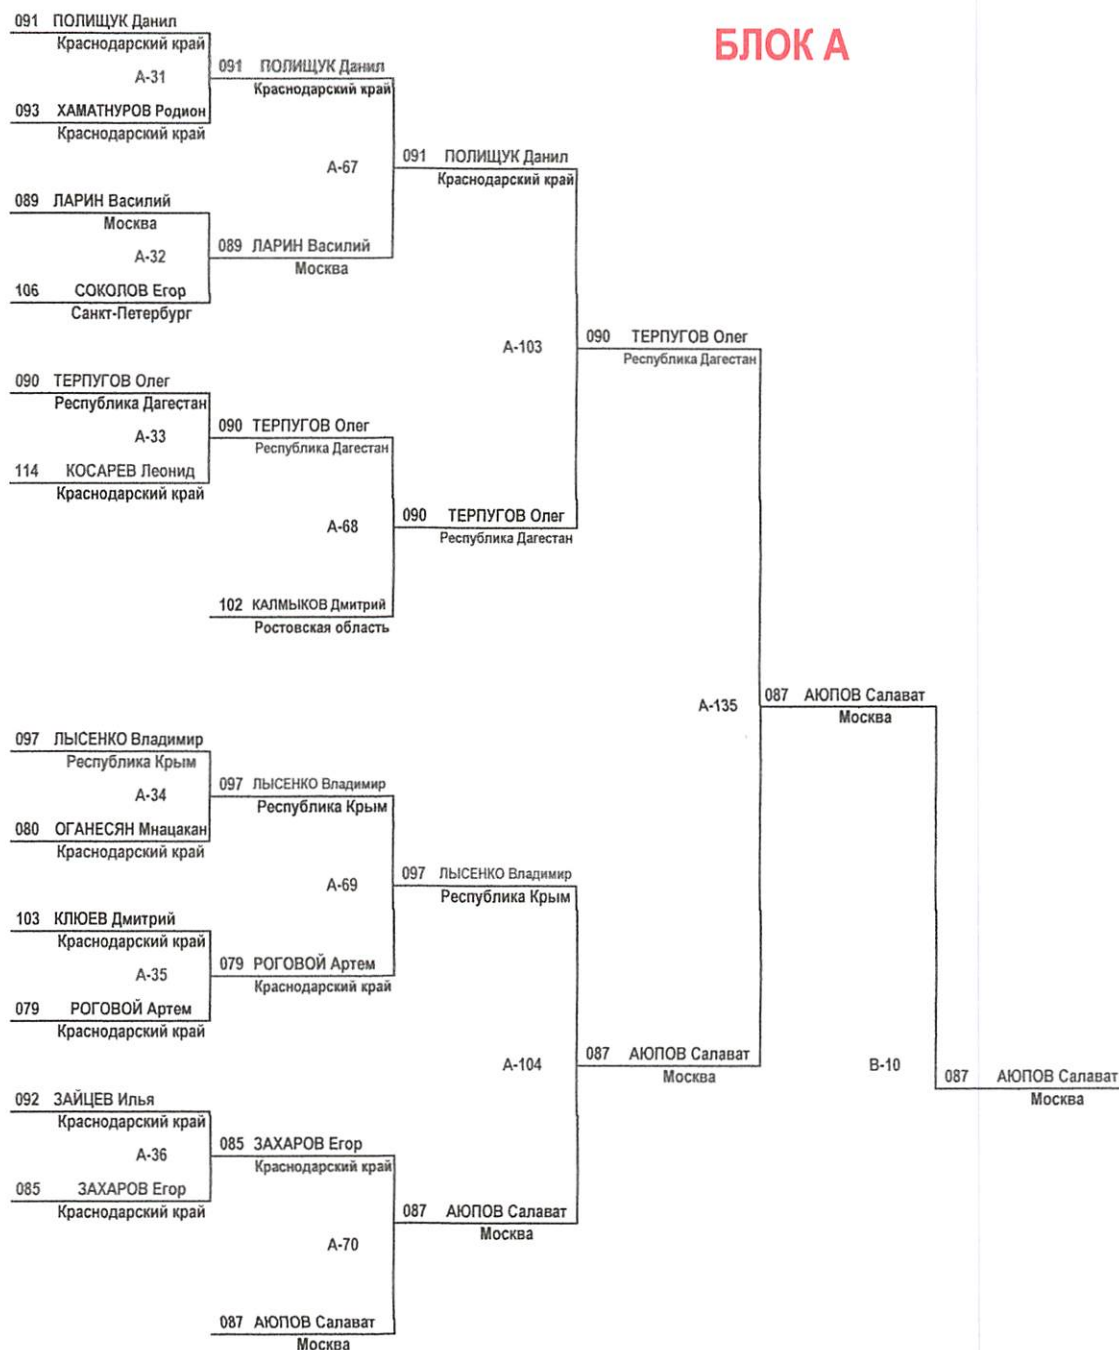 091 ПОЛИЩУК Данил
Краснодарский край
БЛОК А
А-31
091 ПОЛИЩУК Данил
Краснодарский край
093 ХАМАТНУРОВ Родион
Краснодарский край
А-67
091 ПОЛИЩУК Данил
Краснодарский край
089 ЛАРИН Василий
Москва
А-32
089 ЛАРИН Василий
Москва
106 СОКОЛОВ Егор
Санкт-Петербург
А-103
090 ТЕРПУГОВ Олег
Республика Дагестан
090 ТЕРПУГОВ Олег
Республика Дагестан
А-33
090 ТЕРПУГОВ Олег
Республика Дагестан
114 КОСАРЕВ Леонид
Краснодарский край
А-68
090 ТЕРПУГОВ Олег
Республика Дагестан
102 КАЛМЫКОВ Дмитрий
Ростовская область
А-135
087 АЮПОВ Салават
Москва
097 ЛЫСЕНКО Владимир
Республика Крым
А-34
097 ЛЫСЕНКО Владимир
Республика Крым
080 ОГАНЕСЯН Мнацакан
Краснодарский край
А-69
097 ЛЫСЕНКО Владимир
Республика Крым
103 КЛЮЕВ Дмитрий
Краснодарский край
А-35
079 РОГОВОЙ Артем
Краснодарский край
079 РОГОВОЙ Артем
Краснодарский край
А-104
087 АЮПОВ Салават
Москва
В-10
087 АЮПОВ Салават
Москва
092 ЗАЙЦЕВ Илья
Краснодарский край
А-36
085 ЗАХАРОВ Егор
Краснодарский край
085 ЗАХАРОВ Егор
Краснодарский край
087 АЮПОВ Салават
Москва
А-70
087 АЮПОВ Салават
Москва